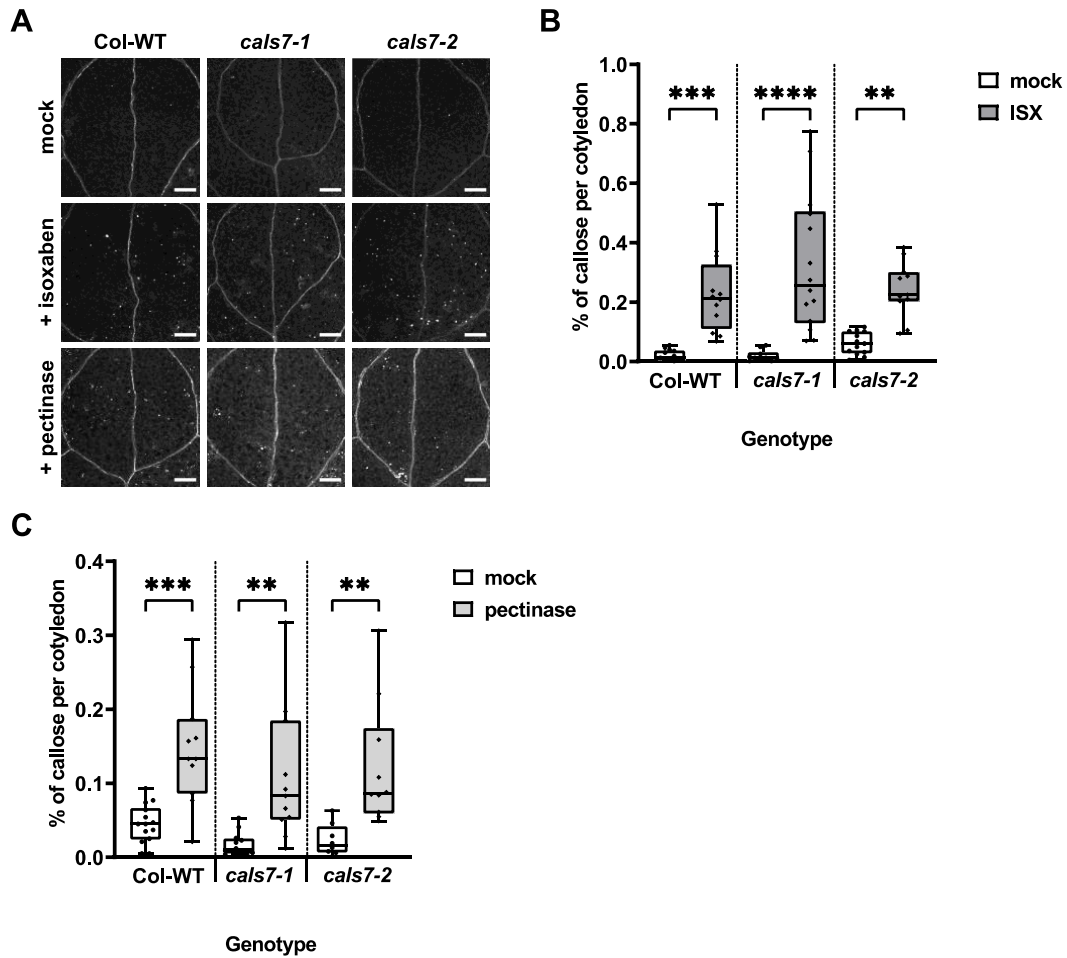 A
Col-WT cals7-1 cals7-2
mock
+ isoxaben
+ pectinase
B
% of callose per cotyledon
1.0
0.8
0.6
0.4
0.2
0.0
*** **** **
mock
ISX
Col-WT cals7-1 cals7-2
Genotype
C
% of callose per cotyledon
0.4
0.3
0.2
0.1
0.0
*** ** **
mock
pectinase
Col-WT cals7-1 cals7-2
Genotype